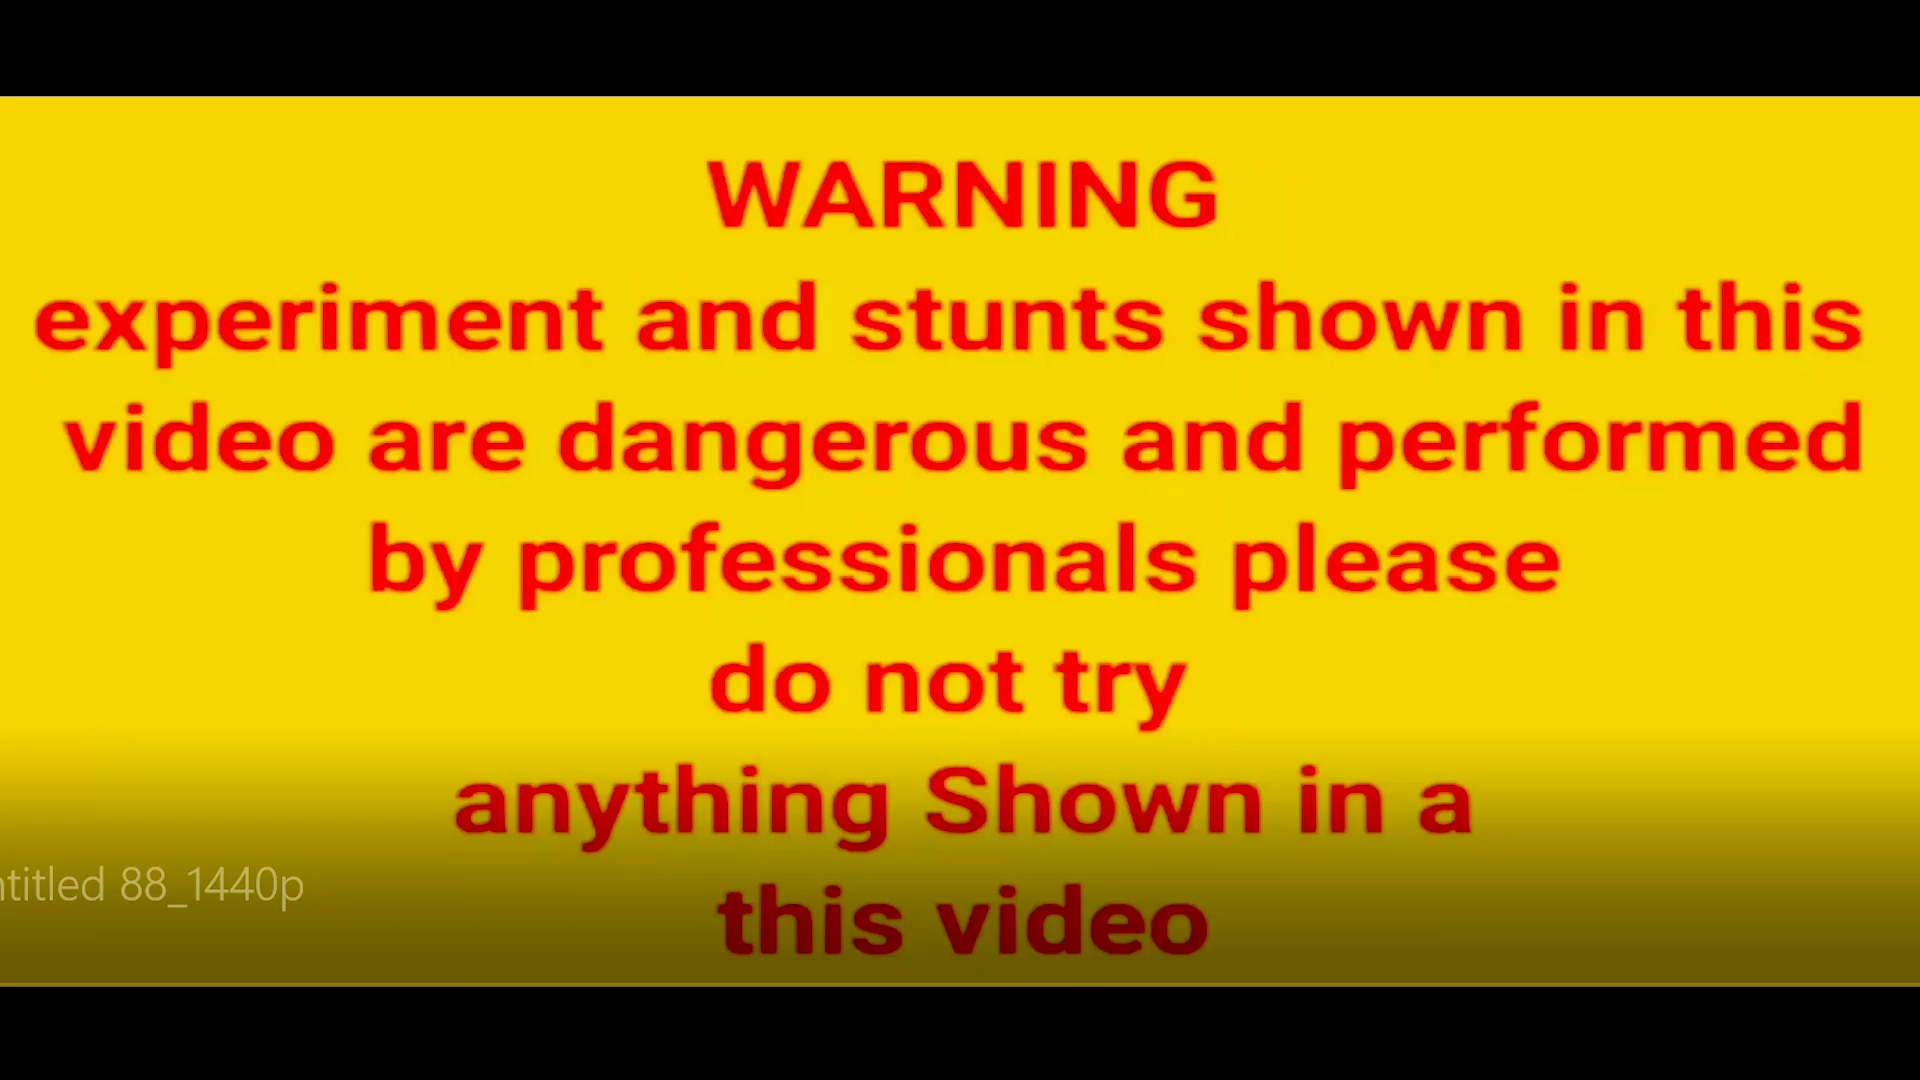 WARNING
experiment and stunts shown in this
video are dangerous and performed
by professionals please
do not try
anything Shown in a
ntitled 88_1440p
this video